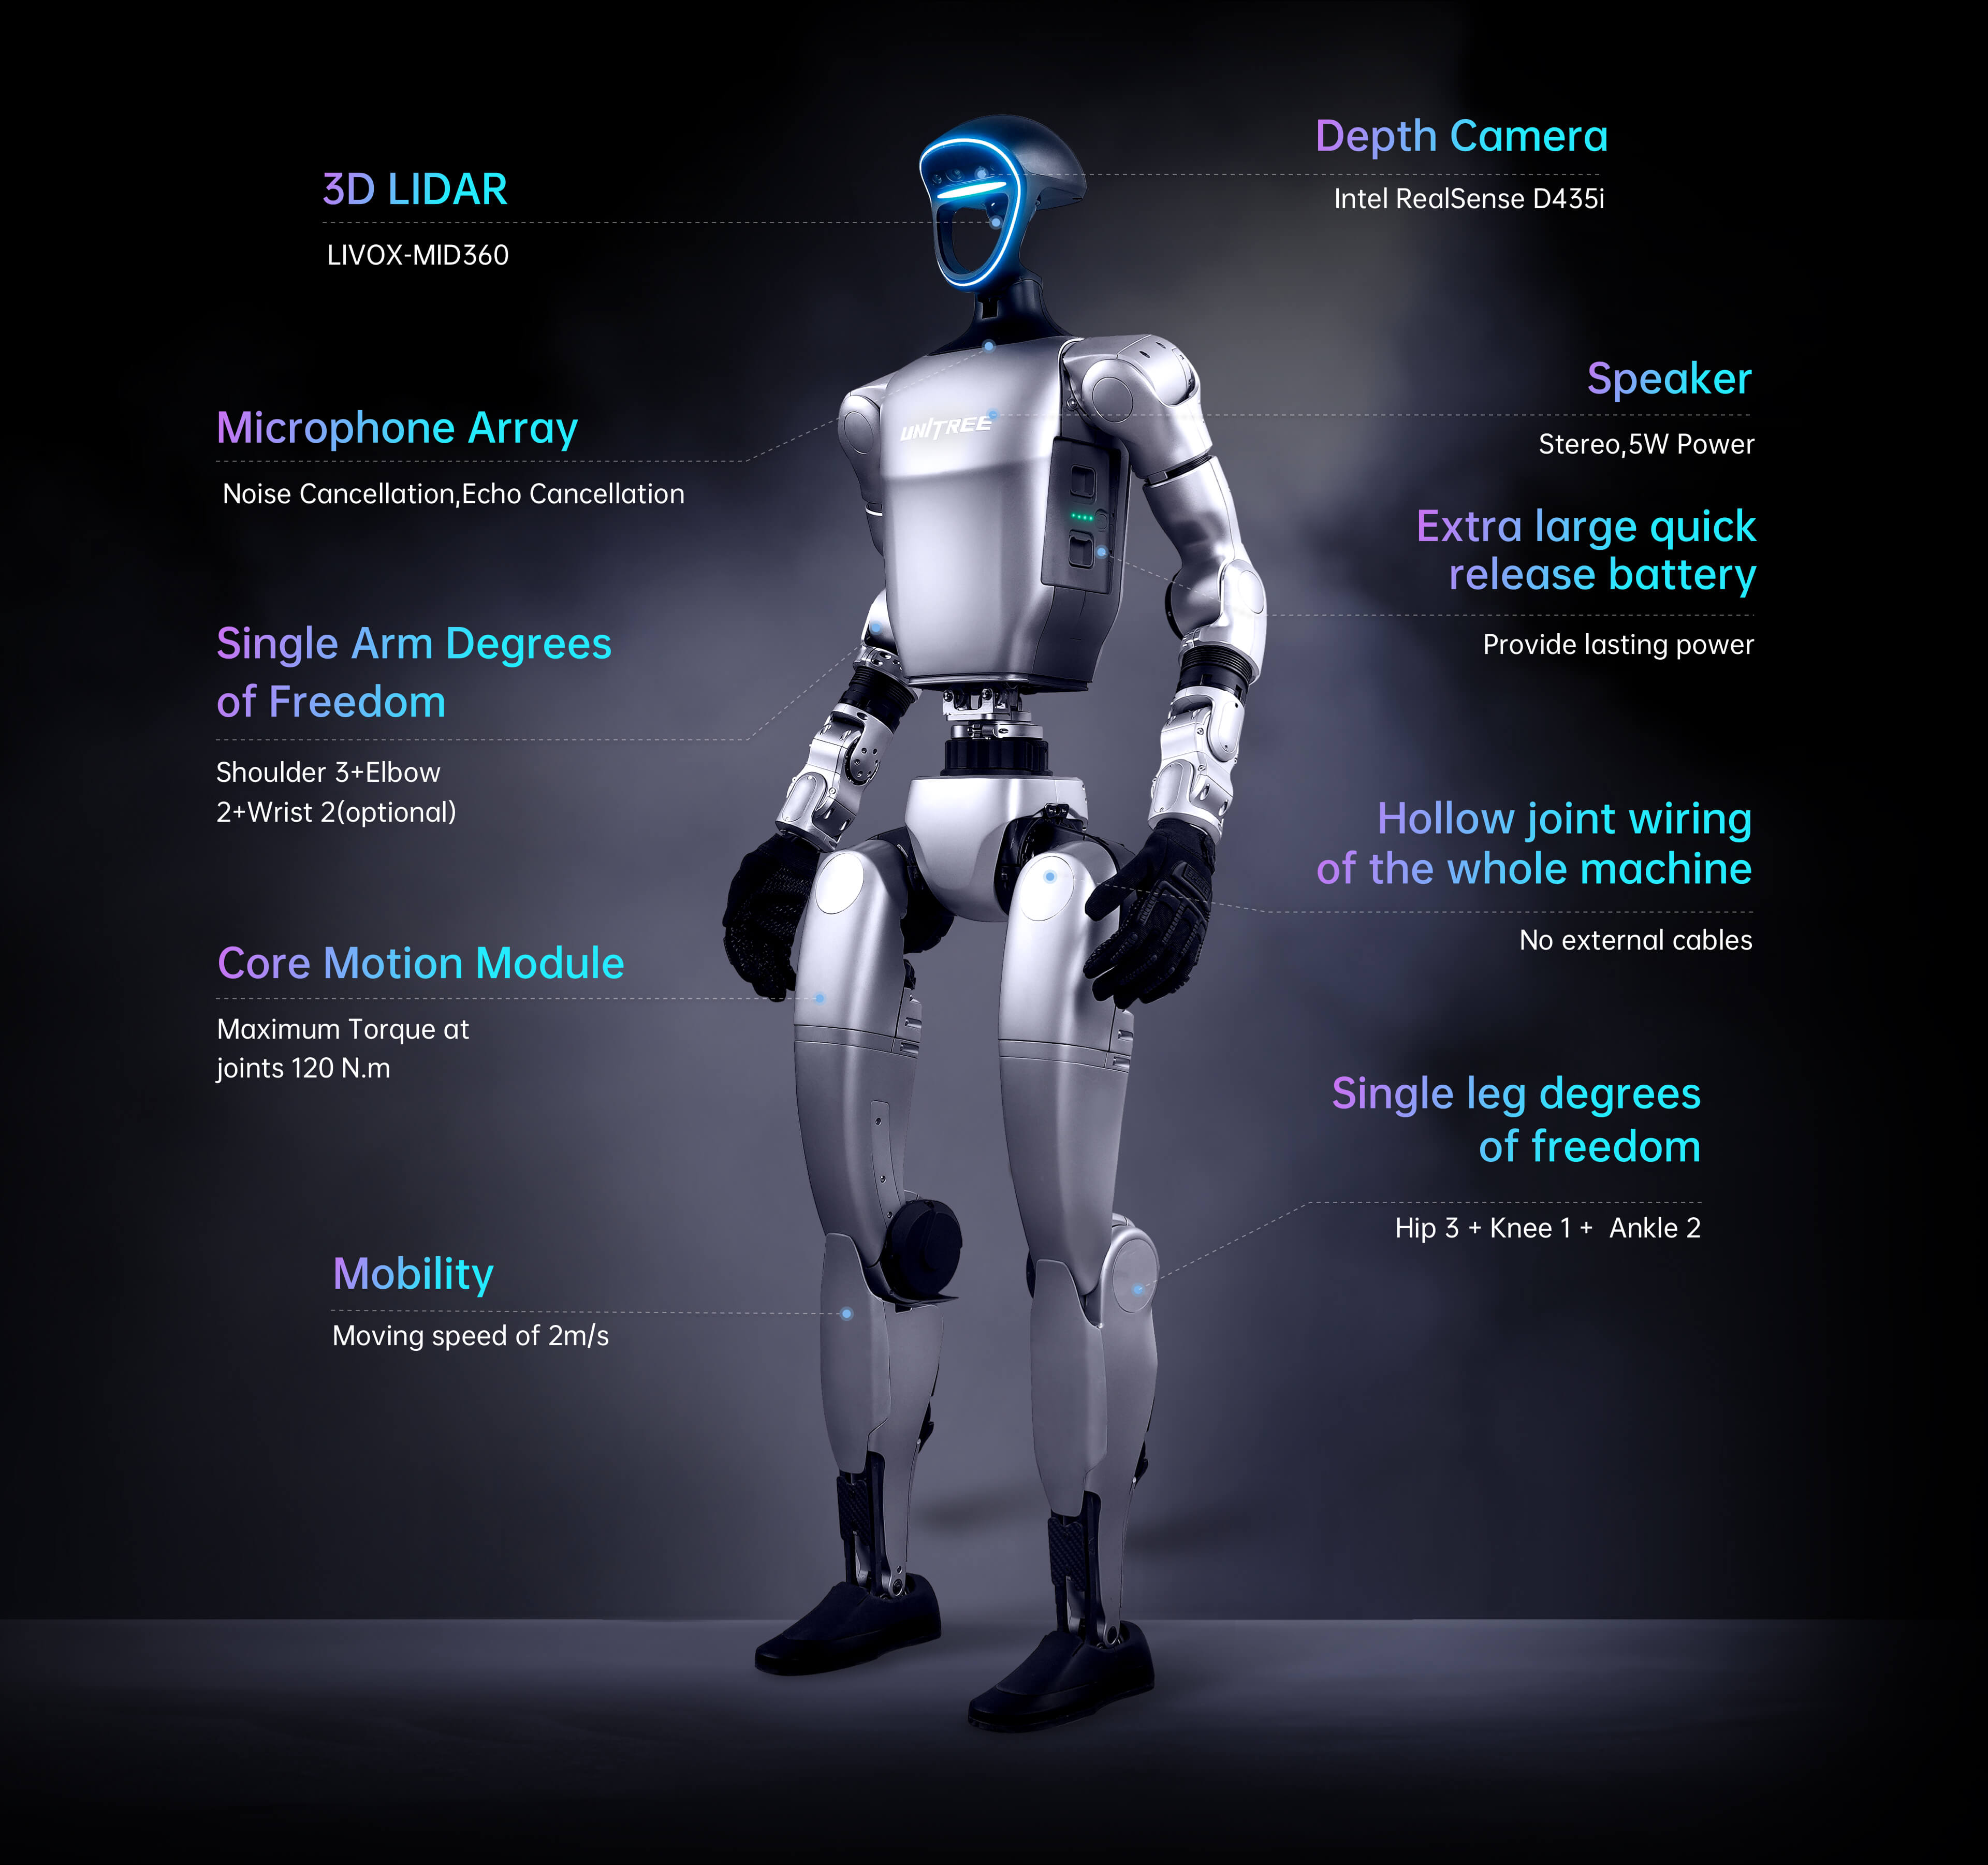 Depth Camera
Intel RealSense D435i
3D LIDAR
LIVOX-MID360
Speaker
Stereo,5W Power
Microphone Array
Noise Cancellation,Echo Cancellation
UNITREE
Extra large quick
release battery
Provide lasting power
Single Arm Degrees
of Freedom
Shoulder 3+Elbow
2+Wrist 2(optional)
Hollow joint wiring
of the whole machine
No external cables
Core Motion Module
Maximum Torque at
joints 120 N.m
Single leg degrees
of freedom
Hip 3 + Knee 1 +  Ankle 2
Mobility
Moving speed of 2m/s